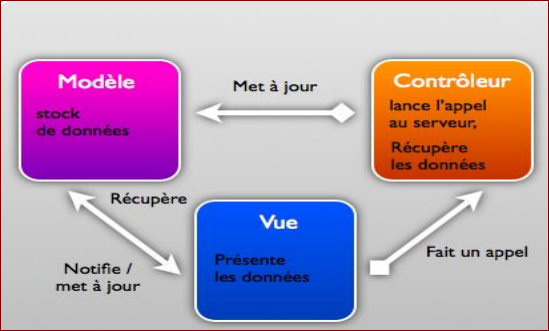 Modèle
stock
de données
Met à jour
Contrôleur
lance l'appel
au serveur,
Récupère
les données
Récupère
Notifie /
met à jour
Vue
Présente
les données
Fait un appel